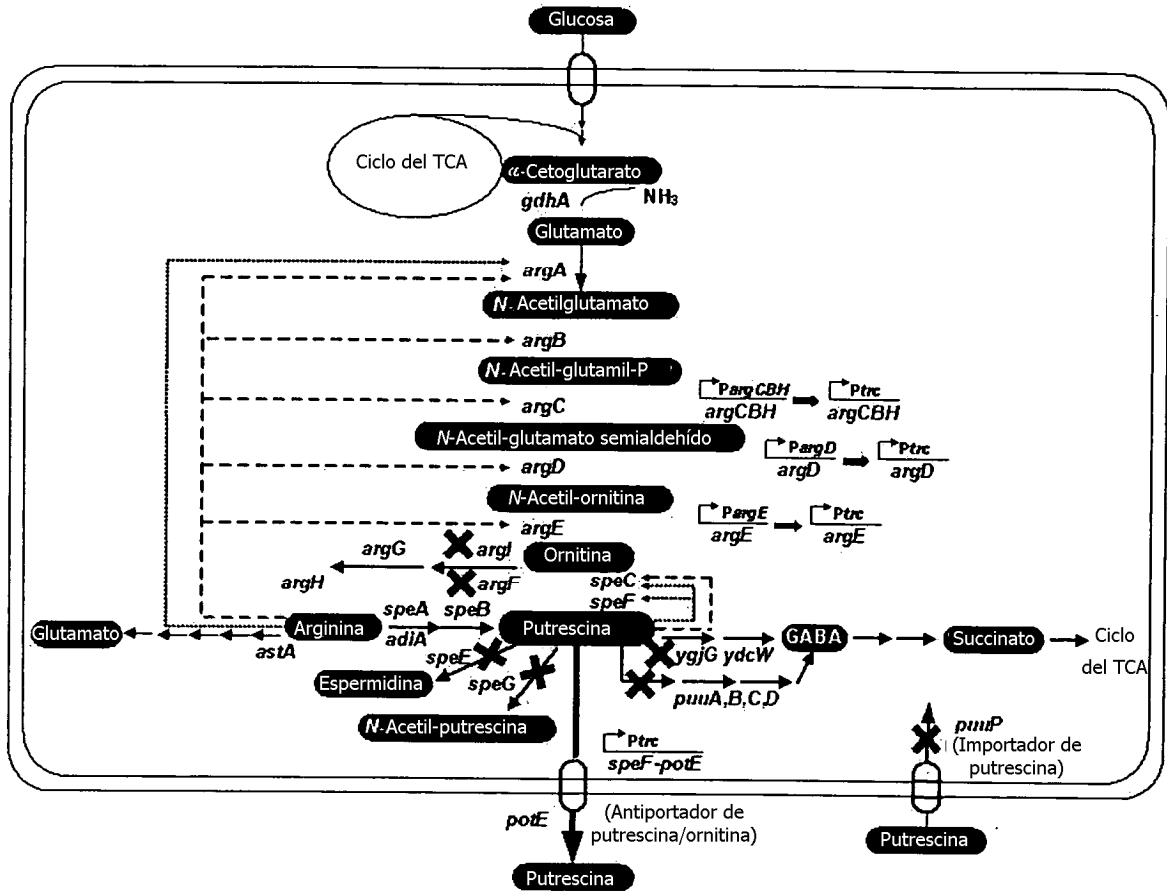 Glucosa
Ciclo del TCA
α-Cetoglutarato
gdhA
NH₃
Glutamato
argA
N-Acetilglutamato
argB
N-Acetil-glutamil-P
argC
PargCBH
argCBH
Ptrc
argCBH
N-Acetil-glutamato semialdehído
argD
PargD
argD
Ptrc
argD
N-Acetil-ornitina
argE
PargE
argE
Ptrc
argE
argG
argI
Ornitina
argH
argF
speC
speF
Glutamato
astA
Arginina
speA
speB
adiA
Putrescina
ygjG ydcW
GABA
Succinato
Ciclo
del TCA
speE
Espermidina
speG
puuA,B,C,D
N-Acetil-putrescina
Ptrc
speF-potE
puuP
(Importador de
putrescina)
potE
(Antiportador de
putrescina/ornitina)
Putrescina
Putrescina